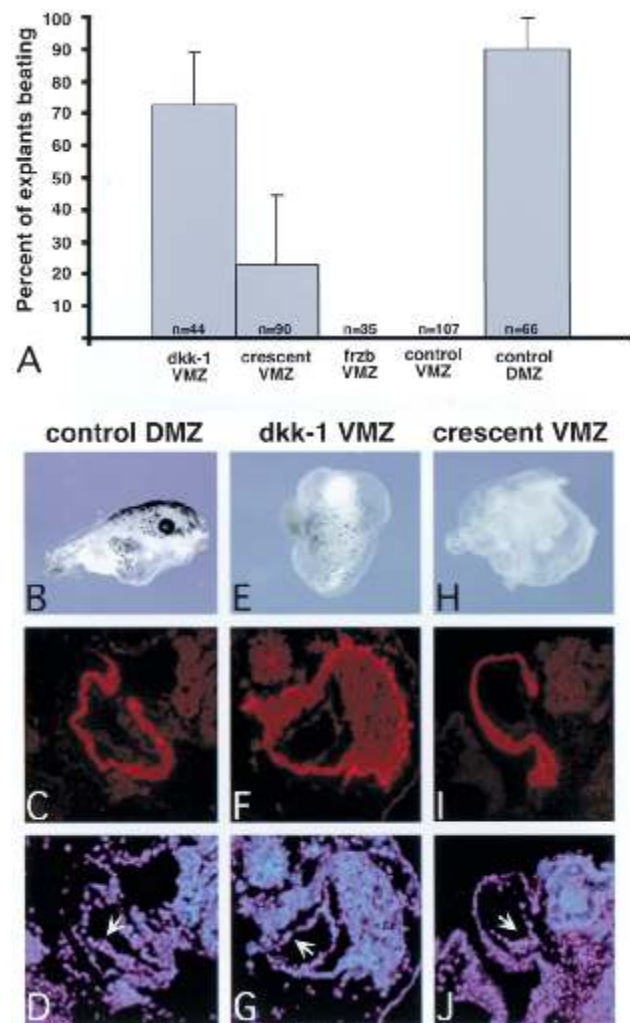 Percent of explants beating
100
90
80
70
60
50
40
30
20
10
n=44 n=90 n=35 n=107 n=66
dkk-1 VMZ
crescent VMZ
frzb VMZ
control VMZ
control DMZ
A
control DMZ dkk-1 VMZ crescent VMZ
B E H
C F I
D G J